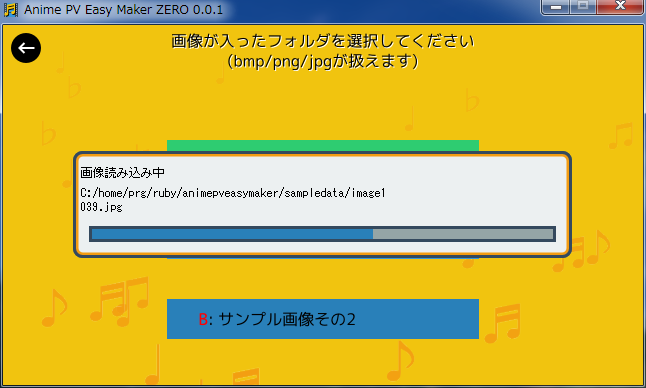 Anime PV Easy Maker ZERO 0.0.1
画像が入ったフォルダを選択してください
(bmp/png/jpgが扱えます)
画像読み込み中
C:/home/prg/ruby/animepveasymaker/sampledata/image1
039.jpg
B: サンプル画像その2